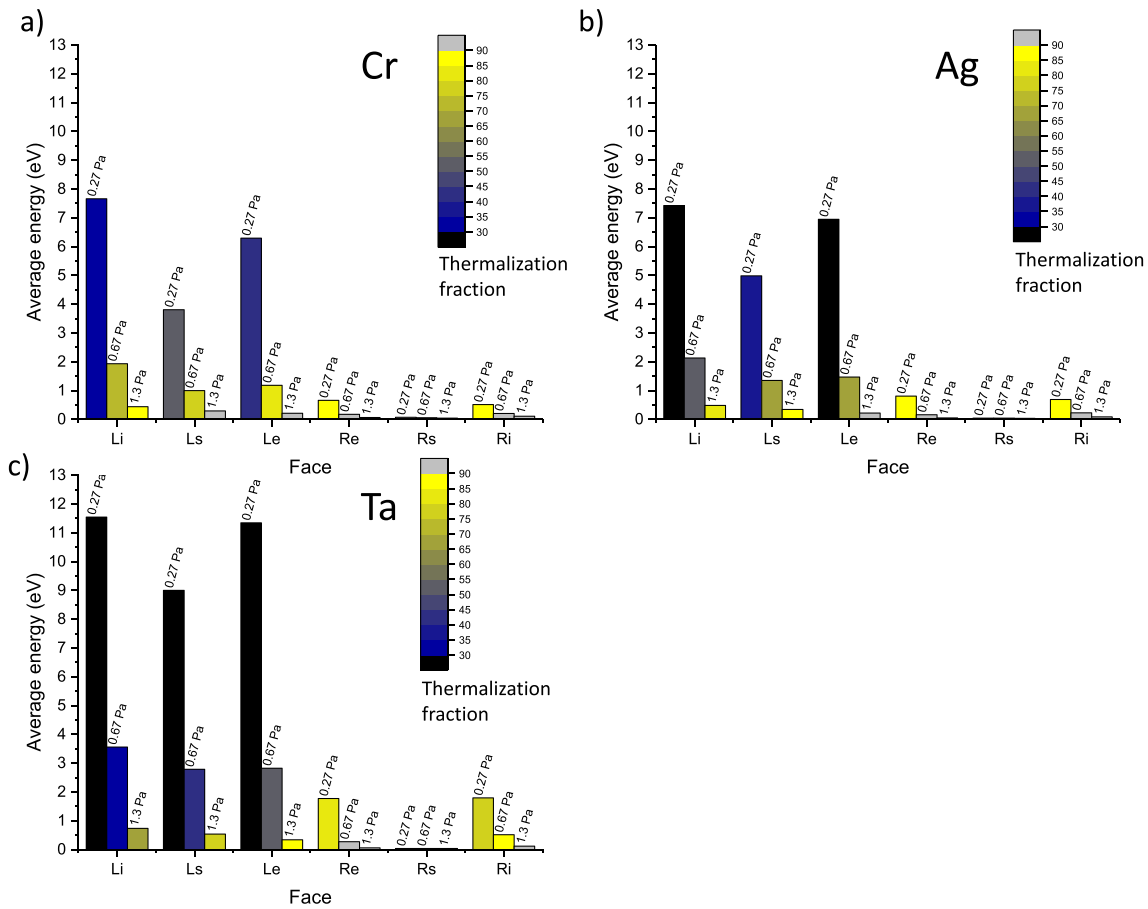 a)
Cr
Average energy (eV)
13
12
11
10
9
8
7
6
5
4
3
2
1
0
0.27 Pa
0.67 Pa
1.3 Pa
0.27 Pa
0.67 Pa
1.3 Pa
0.27 Pa
0.67 Pa
1.3 Pa
0.27 Pa
0.67 Pa
1.3 Pa
0.27 Pa
0.67 Pa
1.3 Pa
0.27 Pa
0.67 Pa
1.3 Pa
Li Ls Le Re Rs Ri
Face
90
85
80
75
70
65
60
55
50
45
40
35
30
Thermalization
fraction
b)
Ag
Average energy (eV)
13
12
11
10
9
8
7
6
5
4
3
2
1
0
0.27 Pa
0.67 Pa
1.3 Pa
0.27 Pa
0.67 Pa
1.3 Pa
0.27 Pa
0.67 Pa
1.3 Pa
0.27 Pa
0.67 Pa
1.3 Pa
0.27 Pa
0.67 Pa
1.3 Pa
0.27 Pa
0.67 Pa
1.3 Pa
Li Ls Le Re Rs Ri
Face
90
85
80
75
70
65
60
55
50
45
40
35
30
Thermalization
fraction
c)
Ta
Average energy (eV)
13
12
11
10
9
8
7
6
5
4
3
2
1
0
0.27 Pa
0.67 Pa
1.3 Pa
0.27 Pa
0.67 Pa
1.3 Pa
0.27 Pa
0.67 Pa
1.3 Pa
0.27 Pa
0.67 Pa
1.3 Pa
0.27 Pa
0.67 Pa
1.3 Pa
0.27 Pa
0.67 Pa
1.3 Pa
Li Ls Le Re Rs Ri
Face
90
85
80
75
70
65
60
55
50
45
40
35
30
Thermalization
fraction